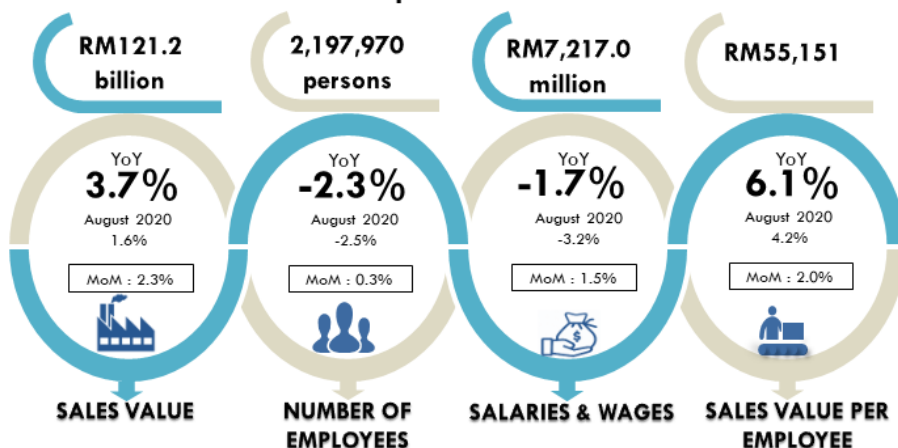 RM121.2
billion
2,197,970
persons
RM7,217.0
million
RM55,151
YoY
3.7%
August 2020
1.6%
MoM : 2.3%
YoY
-2.3%
August 2020
-2.5%
MoM : 0.3%
YoY
-1.7%
August 2020
-3.2%
MoM : 1.5%
YoY
6.1%
August 2020
4.2%
MoM : 2.0%
$
SALES VALUE
NUMBER OF
EMPLOYEES
SALARIES & WAGES
SALES VALUE PER
EMPLOYEE